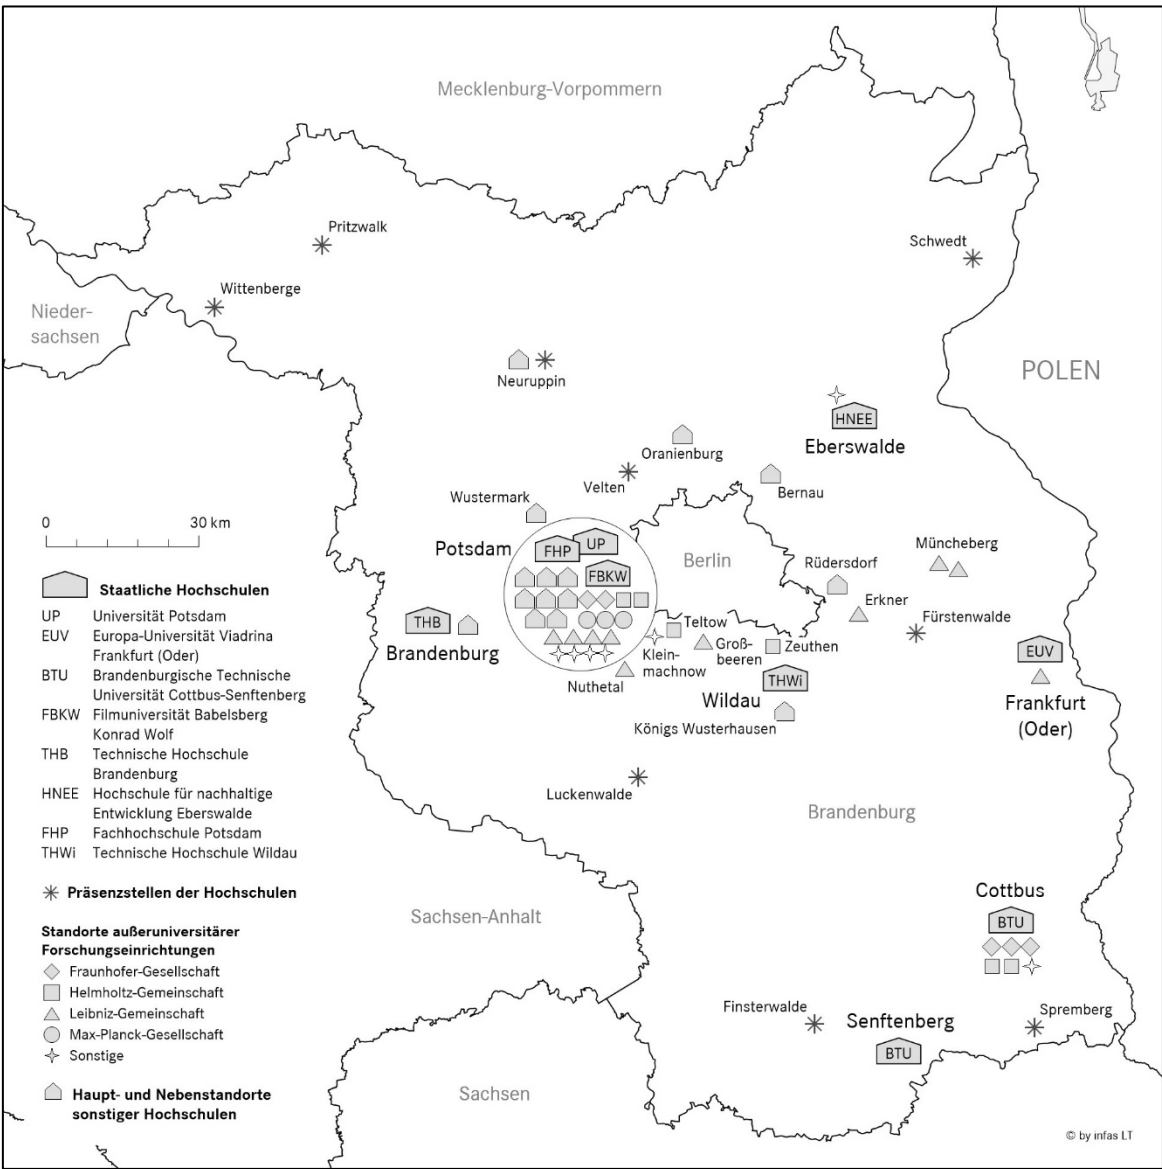 Mecklenburg-Vorpommern
Pritzwalk
Schwedt
Wittenberge
Nieder-
sachsen
Neuruppin
POLEN
HNEE
Eberswalde
Oranienburg
Velten
Bernau
Wustermark
0 30 km
Potsdam
FHP
UP
FBKW
Berlin
Müncheberg
Rüdersdorf
Erkner
Fürstenwalde
THB
Brandenburg
Teltow
Klein-
machnow
Groß-
beeren
Zeuthen
Nuthetal
EUV
Frankfurt
(Oder)
THWi
Wildau
Königs Wusterhausen
Luckenwalde
Brandenburg
Sachsen-Anhalt
Cottbus
BTU
Finsterwalde
Senftenberg
BTU
Spremberg
Sachsen
Staatliche Hochschulen
UP Universität Potsdam
EUV Europa-Universität Viadrina
Frankfurt (Oder)
BTU Brandenburgische Technische
Universität Cottbus-Senftenberg
FBKW Filmuniversität Babelsberg
Konrad Wolf
THB Technische Hochschule
Brandenburg
HNEE Hochschule für nachhaltige
Entwicklung Eberswalde
FHP Fachhochschule Potsdam
THWi Technische Hochschule Wildau
Präsenzstellen der Hochschulen
Standorte außeruniversitärer
Forschungseinrichtungen
Fraunhofer-Gesellschaft
Helmholtz-Gemeinschaft
Leibniz-Gemeinschaft
Max-Planck-Gesellschaft
Sonstige
Haupt- und Nebenstandorte
sonstiger Hochschulen
© by infas LT